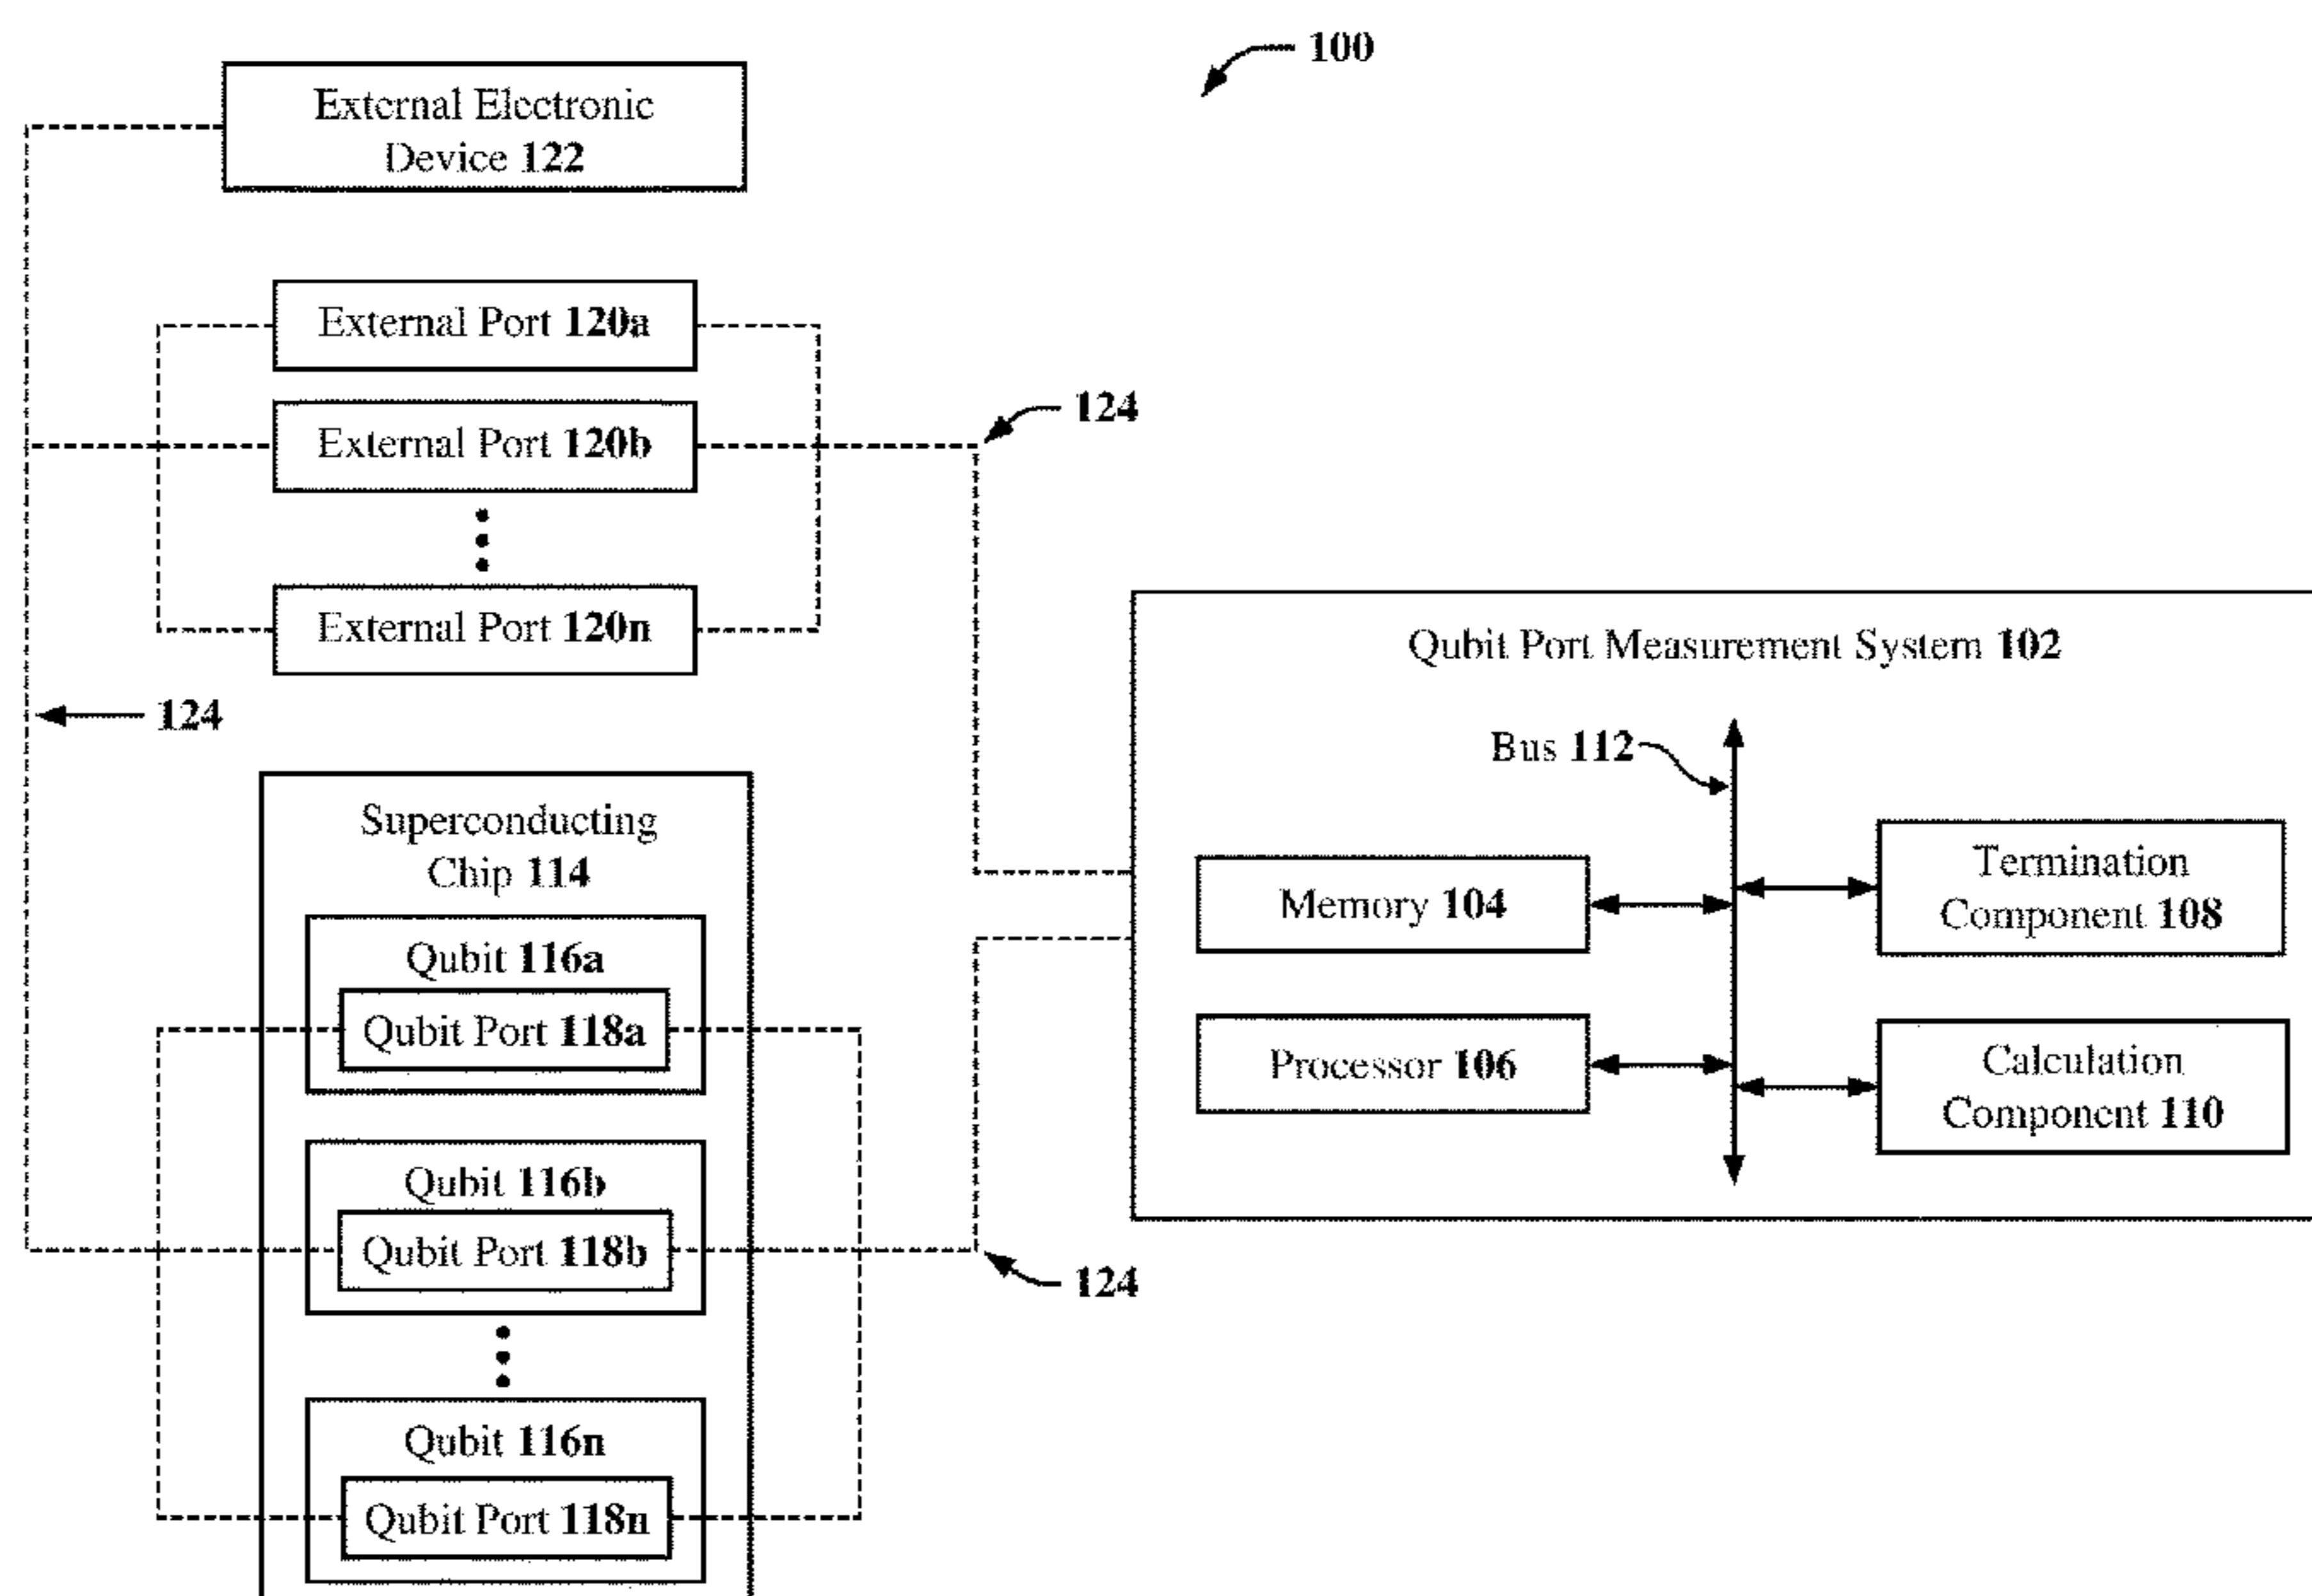 100
External Electronic
Device 122
External Port 120a
External Port 120b
124
External Port 120n
124
Qubit Port Measurement System 102
Bus 112
Memory 104
Termination
Component 108
Processor 106
Calculation
Component 110
Superconducting
Chip 114
Qubit 116a
Qubit Port 118a
Qubit 116b
Qubit Port 118b
124
Qubit 116n
Qubit Port 118n